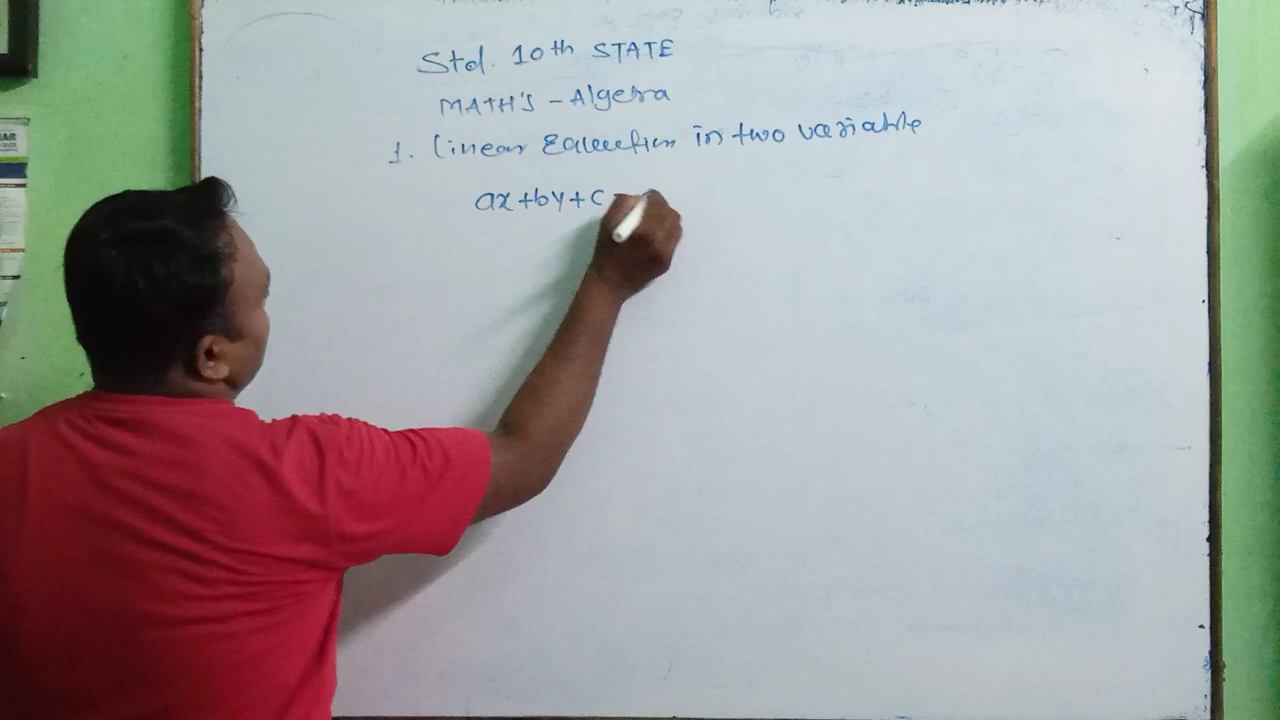 Std. 10th STATE
MATH'S - Algebra
1. Linear Equation in two variable
ax + by + c =